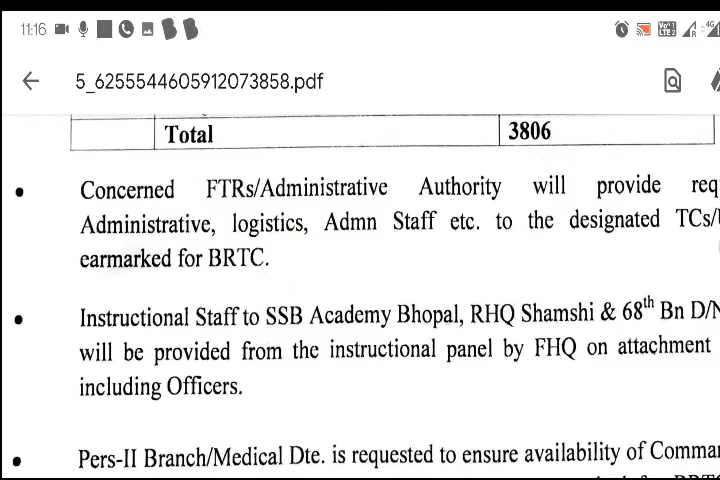 11:16
5_6255544605912073858.pdf
Total 3806
Concerned FTRs/Administrative Authority will provide
Administrative, logistics, Admn Staff etc. to the designated
earmarked for BRTC.
Instructional Staff to SSB Academy Bhopal, RHQ Shamshi & 68th Bn
will be provided from the instructional panel by FHQ on attachment
including Officers.
Pers-II Branch/Medical Dte. is requested to ensure availability of